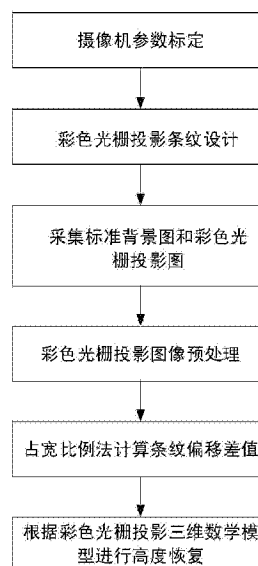 摄像机参数标定
彩色光栅投影条纹设计
采集标准背景图和彩色光
栅投影图
彩色光栅投影图像预处理
占宽比例法计算条纹偏移差值
根据彩色光栅投影三维数学模
型进行高度恢复